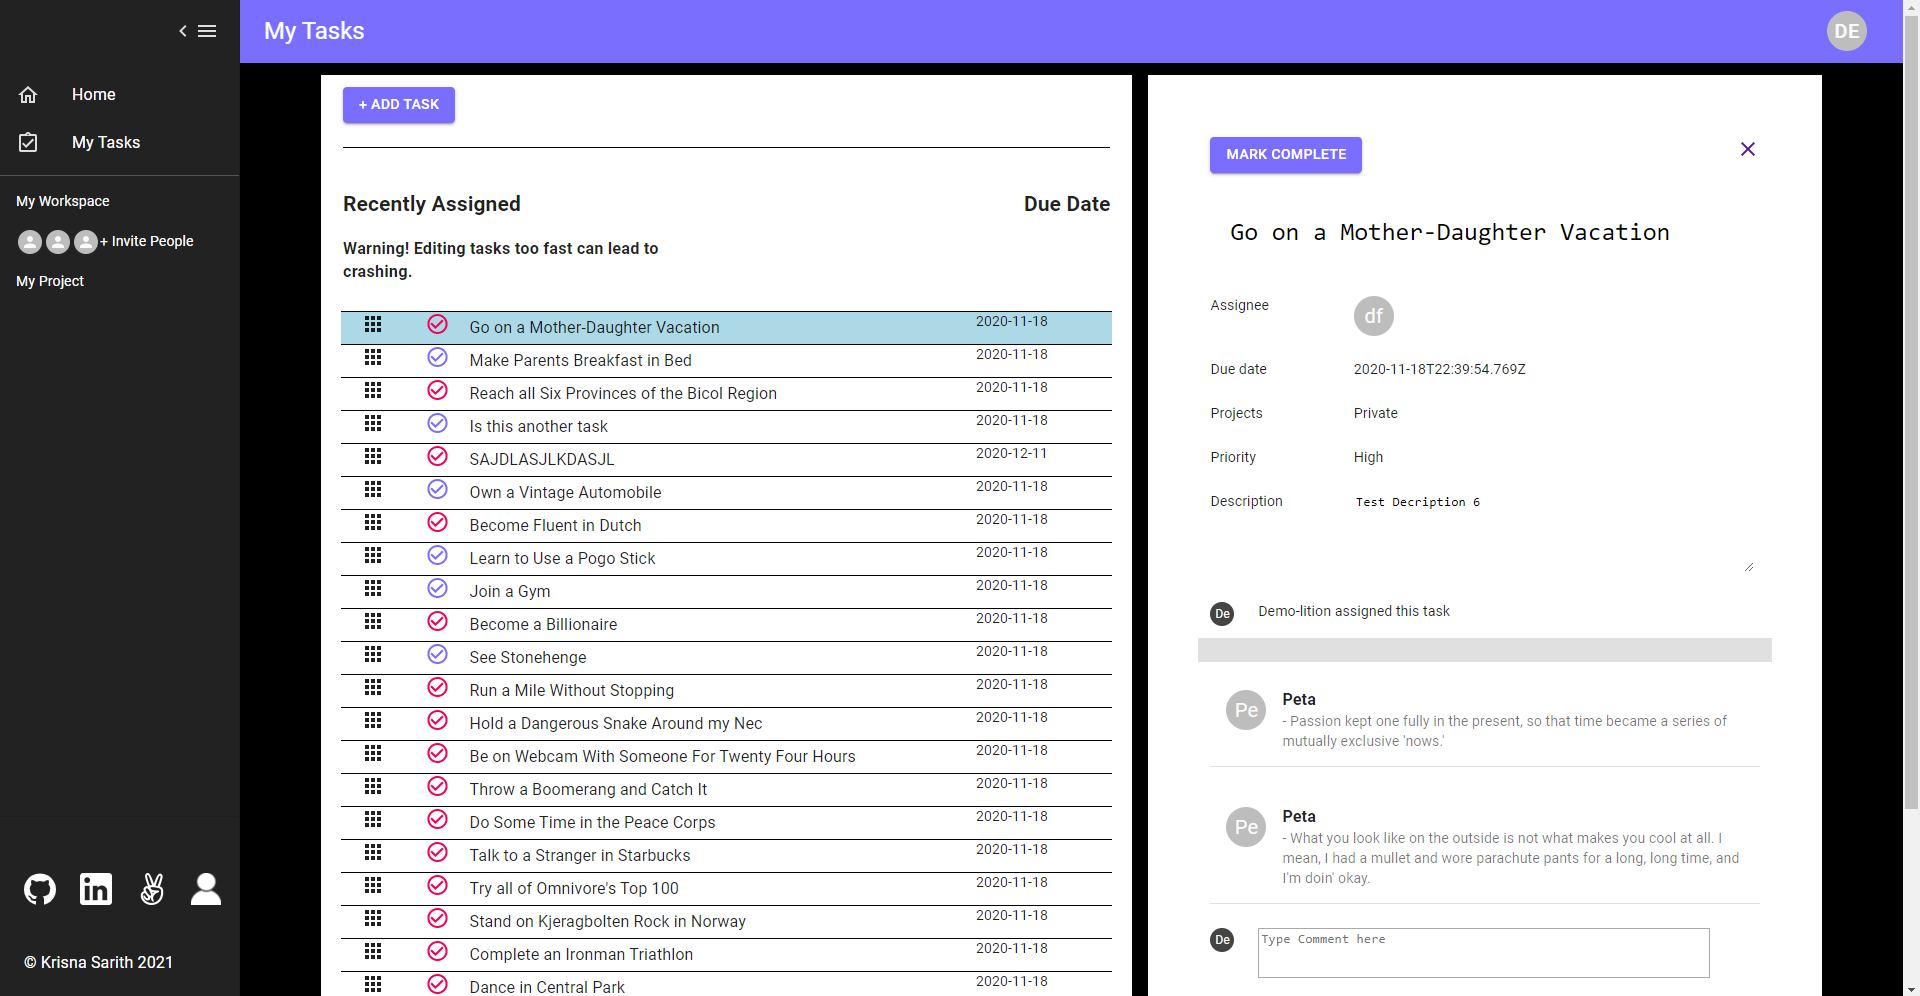 My Tasks
DE
Home
My Tasks
My Workspace
+ Invite People
My Project
in
© Krisna Sarith 2021
+ ADD TASK
Recently Assigned
Due Date
Warning! Editing tasks too fast can lead to
crashing.
Go on a Mother-Daughter Vacation 2020-11-18
Make Parents Breakfast in Bed 2020-11-18
Reach all Six Provinces of the Bicol Region 2020-11-18
Is this another task 2020-11-18
SAJDLASJLKDASJL 2020-12-11
Own a Vintage Automobile 2020-11-18
Become Fluent in Dutch 2020-11-18
Learn to Use a Pogo Stick 2020-11-18
Join a Gym 2020-11-18
Become a Billionaire 2020-11-18
See Stonehenge 2020-11-18
Run a Mile Without Stopping 2020-11-18
Hold a Dangerous Snake Around my Nec 2020-11-18
Be on Webcam With Someone For Twenty Four Hours 2020-11-18
Throw a Boomerang and Catch It 2020-11-18
Do Some Time in the Peace Corps 2020-11-18
Talk to a Stranger in Starbucks 2020-11-18
Try all of Omnivore's Top 100 2020-11-18
Stand on Kjeragbolten Rock in Norway 2020-11-18
Complete an Ironman Triathlon 2020-11-18
Dance in Central Park 2020-11-18
MARK COMPLETE
Go on a Mother-Daughter Vacation
Assignee df
Due date 2020-11-18T22:39:54.769Z
Projects Private
Priority High
Description Test Decription 6
De Demo-lition assigned this task
Pe Peta
- Passion kept one fully in the present, so that time became a series of
mutually exclusive 'nows.'
Pe Peta
- What you look like on the outside is not what makes you cool at all. I
mean, I had a mullet and wore parachute pants for a long, long time, and
I'm doin' okay.
De Type Comment here